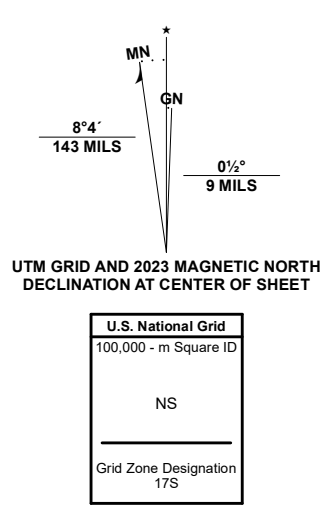 MN
GN
8°4´
143 MILS
0½°
9 MILS
UTM GRID AND 2023 MAGNETIC NORTH
DECLINATION AT CENTER OF SHEET
U.S. National Grid
100,000 - m Square ID
NS
Grid Zone Designation
17S